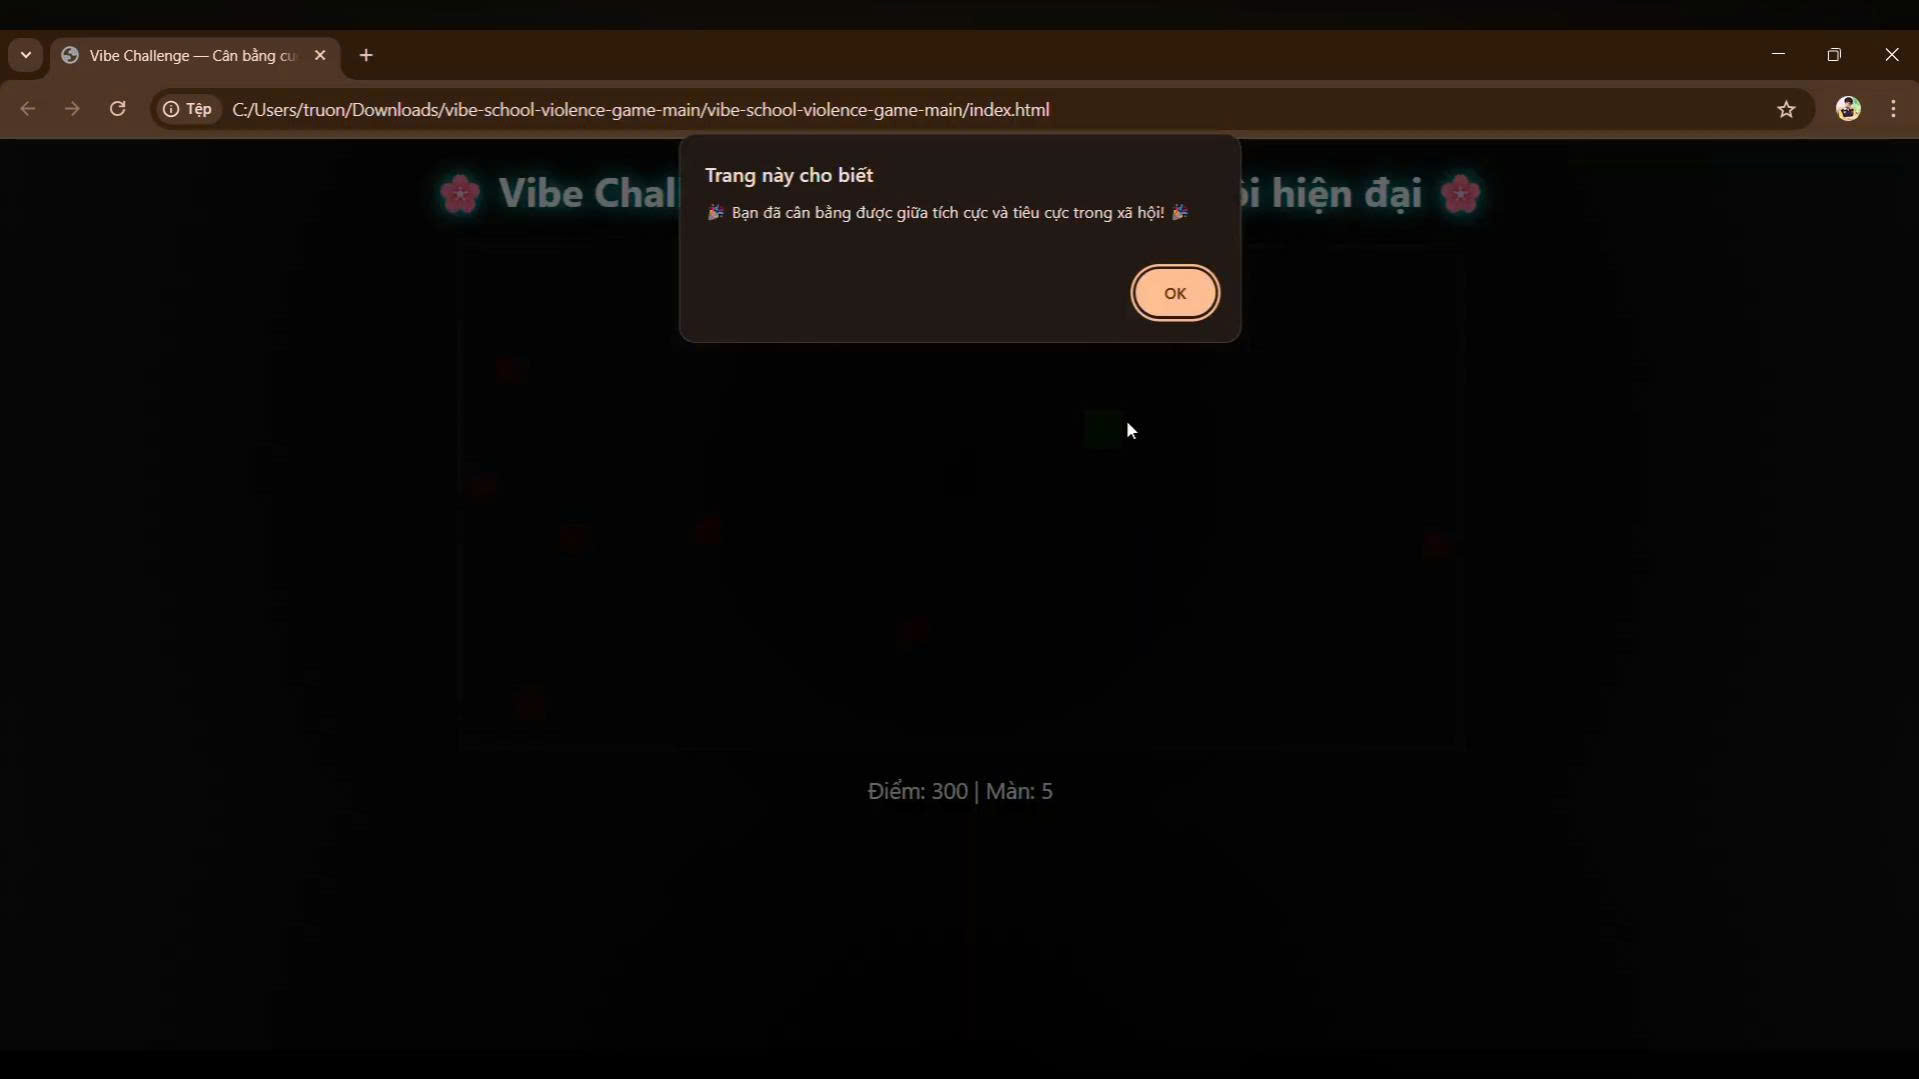 Vibe Challenge — Cân bằng cu
Tệp
C:/Users/truon/Downloads/vibe-school-violence-game-main/vibe-school-violence-game-main/index.html
Vibe Chal
ội hiện đại
Trang này cho biết
🎉 Bạn đã cân bằng được giữa tích cực và tiêu cực trong xã hội! 🎉
OK
Điểm: 300 | Màn: 5